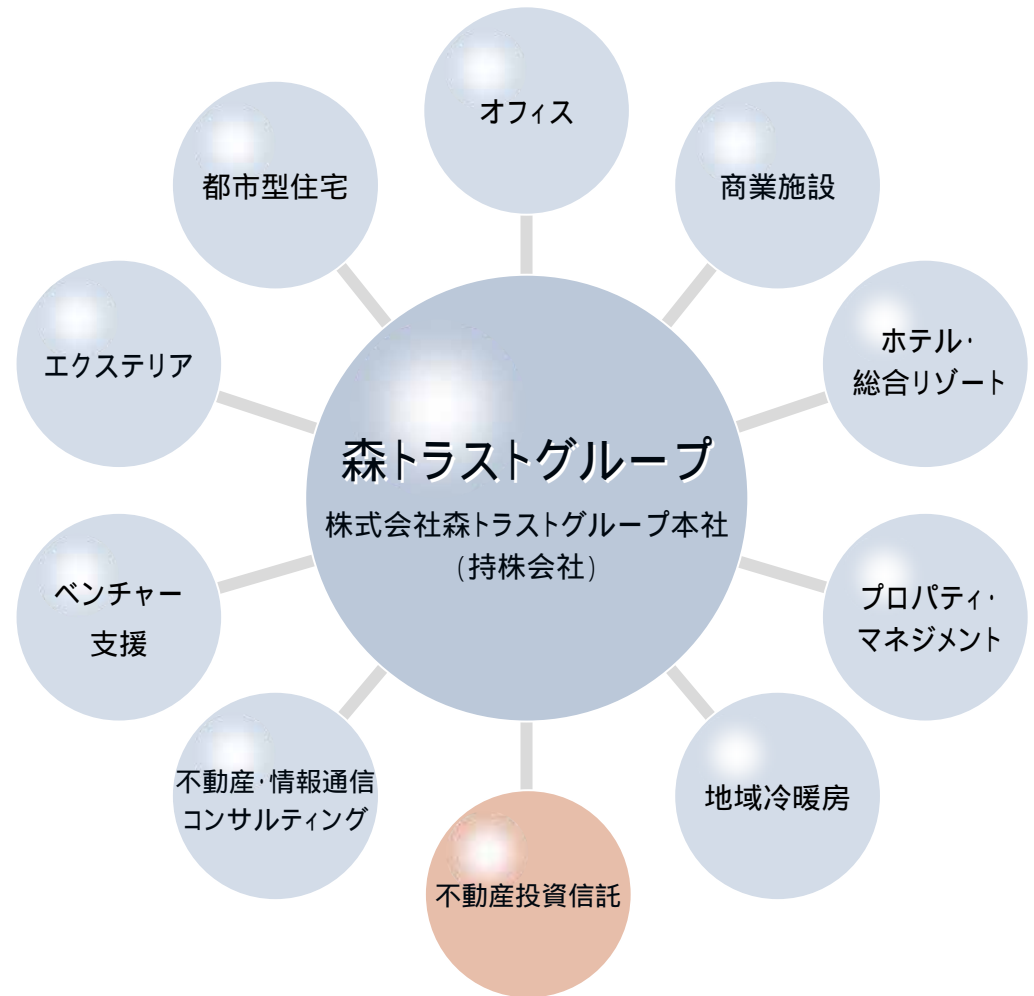 オフィス
都市型住宅
商業施設
エクステリア
ホテル・
総合リゾート
森トラストグループ
株式会社森トラストグループ本社
(持株会社)
ベンチャー
支援
プロパティ・
マネジメント
不動産・情報通信
コンサルティング
地域冷暖房
不動産投資信託